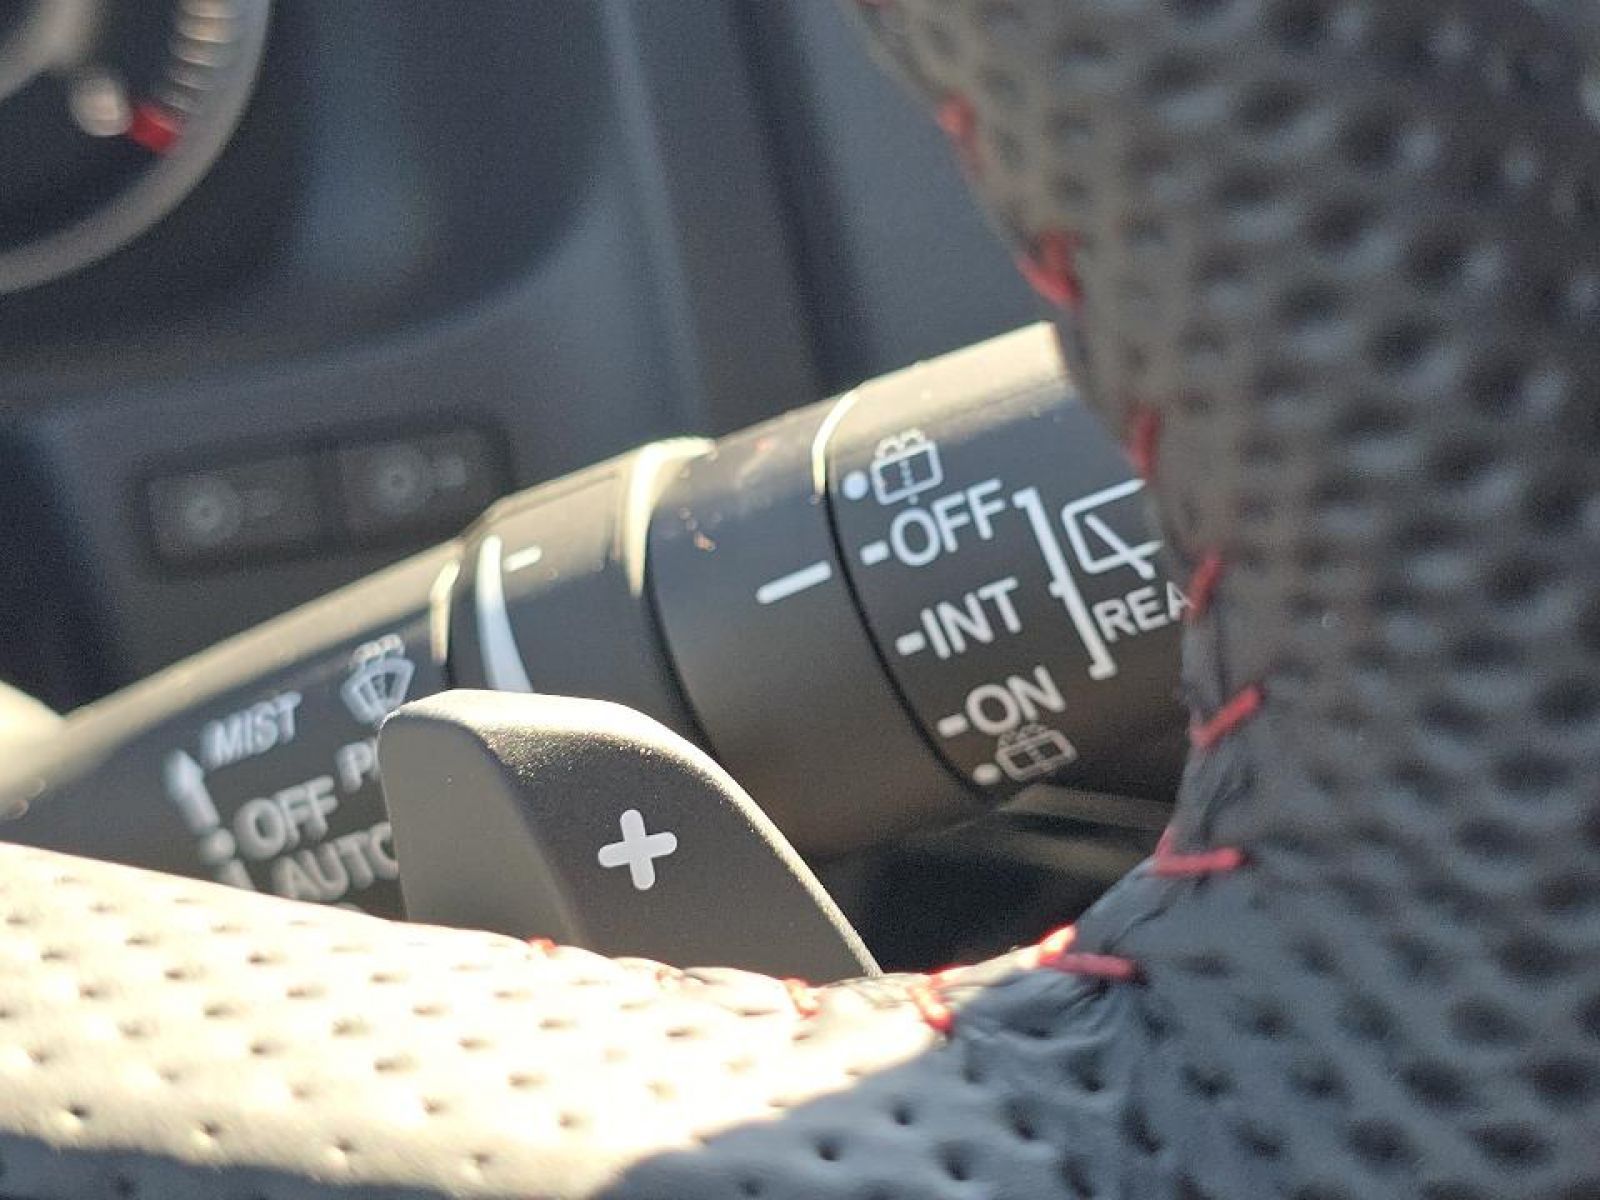 -OFF
-INT
REA
-ON
MIST
OFF
AUTO
+